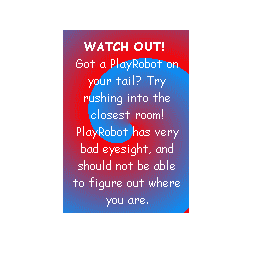 WATCH OUT!
Got a PlayRobot on
your tail? Try
rushing into the
closest room!
PlayRobot has very
bad eyesight, and
should not be able
to figure out where
you are.